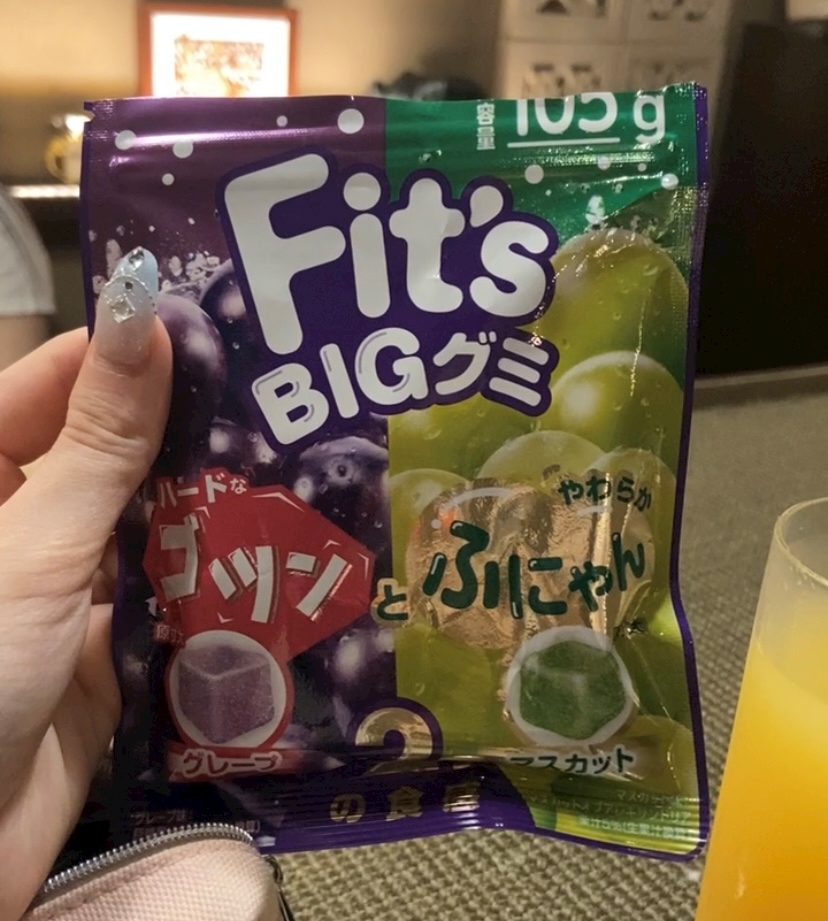 容量 105g
Fit's
BIGグミ
ハードな
ゴツン
と
やわらか
ふにゃん
グレープ
マスカット
2
の食感